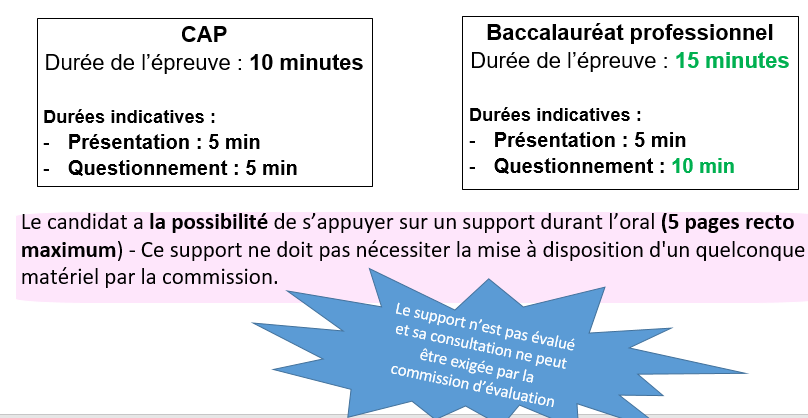 CAP
Durée de l'épreuve : 10 minutes
Durées indicatives :
- Présentation : 5 min
- Questionnement : 5 min
Baccalauréat professionnel
Durée de l'épreuve : 15 minutes
Durées indicatives :
- Présentation : 5 min
- Questionnement : 10 min
Le candidat a la possibilité de s'appuyer sur un support durant l'oral (5 pages recto
maximum) - Ce support ne doit pas nécessiter la mise à disposition d'un quelconque
matériel par la commission.
Le support n'est pas évalué
et sa consultation ne peut
être exigée par la
commission d'évaluation